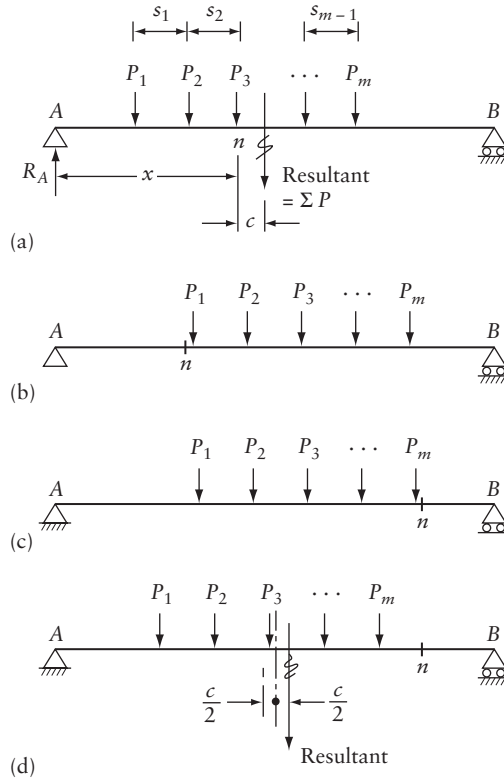 s₁ s₂ sₘ₋₁
P₁ P₂ P₃ ··· Pₘ
A B
n
R_A x Resultant
= Σ P
c
(a)
P₁ P₂ P₃ ··· Pₘ
A B
n
(b)
P₁ P₂ P₃ ··· Pₘ
A B
n
(c)
P₁ P₂ P₃ ··· Pₘ
A B
n
c/2 c/2
Resultant
(d)